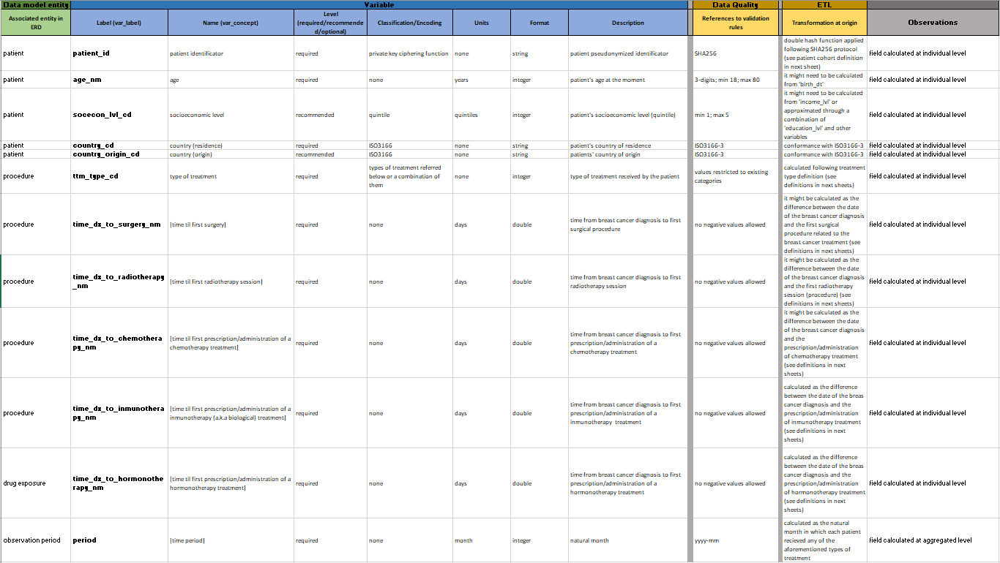 Data model entity
Variable
Data Quality
ETL
Associated entity in
ERD
Label (var_label)
Name (var_concept)
Level
(required/recommende
d/optional)
Classification/Encoding
Units
Format
Description
References to validation
rules
Transformation at origin
Observations
patient
patient_id
patient identificator
required
private key ciphering function
none
string
patient pseudonymized identificator
SHA256
double hash function applied
following SHA256 protocol
(see patient cohort definition
in next sheet)
field calculated at individual level
patient
age_nm
age
required
none
years
integer
patient's age at the moment
3-digits; min 18; max 80
it might need to be calculated
from 'birth_dt'
field calculated at individual level
patient
socecon_lvl_cd
socioeconomic level
recommended
quintile
quintiles
integer
patient's socioeconomic level (quintile)
min 1; max 5
it might need to be calculated
from 'income_lvl' or
approximated through a
combination of
'education_lvl' and other
variables
field calculated at individual level
patient
country_cd
country (residence)
required
ISO3166
none
string
patient's country of residence
ISO3166-3
conformance with ISO3166-3
field calculated at individual level
patient
country_origin_cd
country (origin)
recommended
ISO3166
none
string
patients' country of origin
ISO3166-3
conformance with ISO3166-3
field calculated at individual level
procedure
ttm_type_cd
type of treatment
required
types of treatment referred
below or a combination of
them
none
integer
type of treatment received by the patient
values restricted to existing
categories
calculated following treatment
type definition (see
definitions in next sheets)
field calculated at individual level
procedure
time_dx_to_surgery_nm
[time til first surgery]
required
none
days
double
time from breast cancer diagnosis to first
surgical procedure
no negative values allowed
it might be calculated as the
difference between the date
of the breast cancer diagnosis
and the first surgical
procedure related to the
breast cancer treatment (see
definitions in next sheets)
field calculated at individual level
procedure
time_dx_to_radiotherapy
_nm
[time til first radiotherapy session]
required
none
days
double
time from breast cancer diagnosis to first
radiotherapy session
no negative values allowed
it might be calculated as the
difference between the date
of the breast cancer diagnosis
and the first radiotherapy
session (procedure) (see
definitions in next sheets)
field calculated at individual level
procedure
time_dx_to_chemothera
py_nm
[time til first prescription/administration of a
chemotherapy treatment]
required
none
days
double
time from breast cancer diagnosis to first
prescription/administration of a
chemotherapy treatment
no negative values allowed
it might be calculated as the
difference between the date
of the breast cancer diagnosis
and the
prescription/administration
of chemotherapy treatment
(see definitions in next
sheets)
field calculated at individual level
procedure
time_dx_to_inmunothera
py_nm
[time til first prescription/administration of a
inmunotherapy (a.k.a biological) treatment]
required
none
days
double
time from breast cancer diagnosis to first
prescription/administration of a
inmunotherapy treatment
no negative values allowed
calculated as the difference
between the date of the breas
cancer diagnosis and the
prescription/administration
of inmunotherapy treatment
(see definitions in next
sheets)
field calculated at individual level
drug exposure
time_dx_to_hormonothe
rapy_nm
[time til first prescription/administration of a
hormonotherapy treatment]
required
none
days
double
time from breast cancer diagnosis to first
prescription/administration of a
hormonotherapy treatment
no negative values allowed
calculated as the difference
between the date of the breas
cancer diagnosis and the
prescription/administration
of hormonotherapy treatment
(see definitions in next
sheets)
field calculated at individual level
observation period
period
[time period]
required
none
month
integer
natural month
yyyy-mm
calculated as the natural
month in which each patient
recieved any of the
aforementioned types of
treatment
field calculated at aggregated level